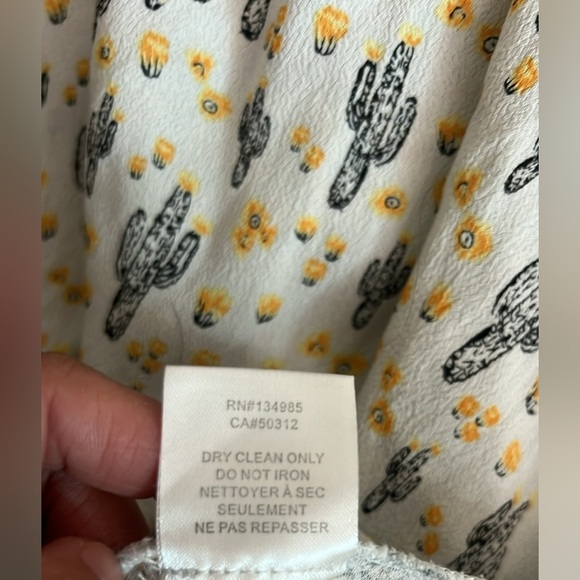 RN#134985
CA#50312
DRY CLEAN ONLY
DO NOT IRON
NETTOYER À SEC
SEULEMENT
NE PAS REPASSER